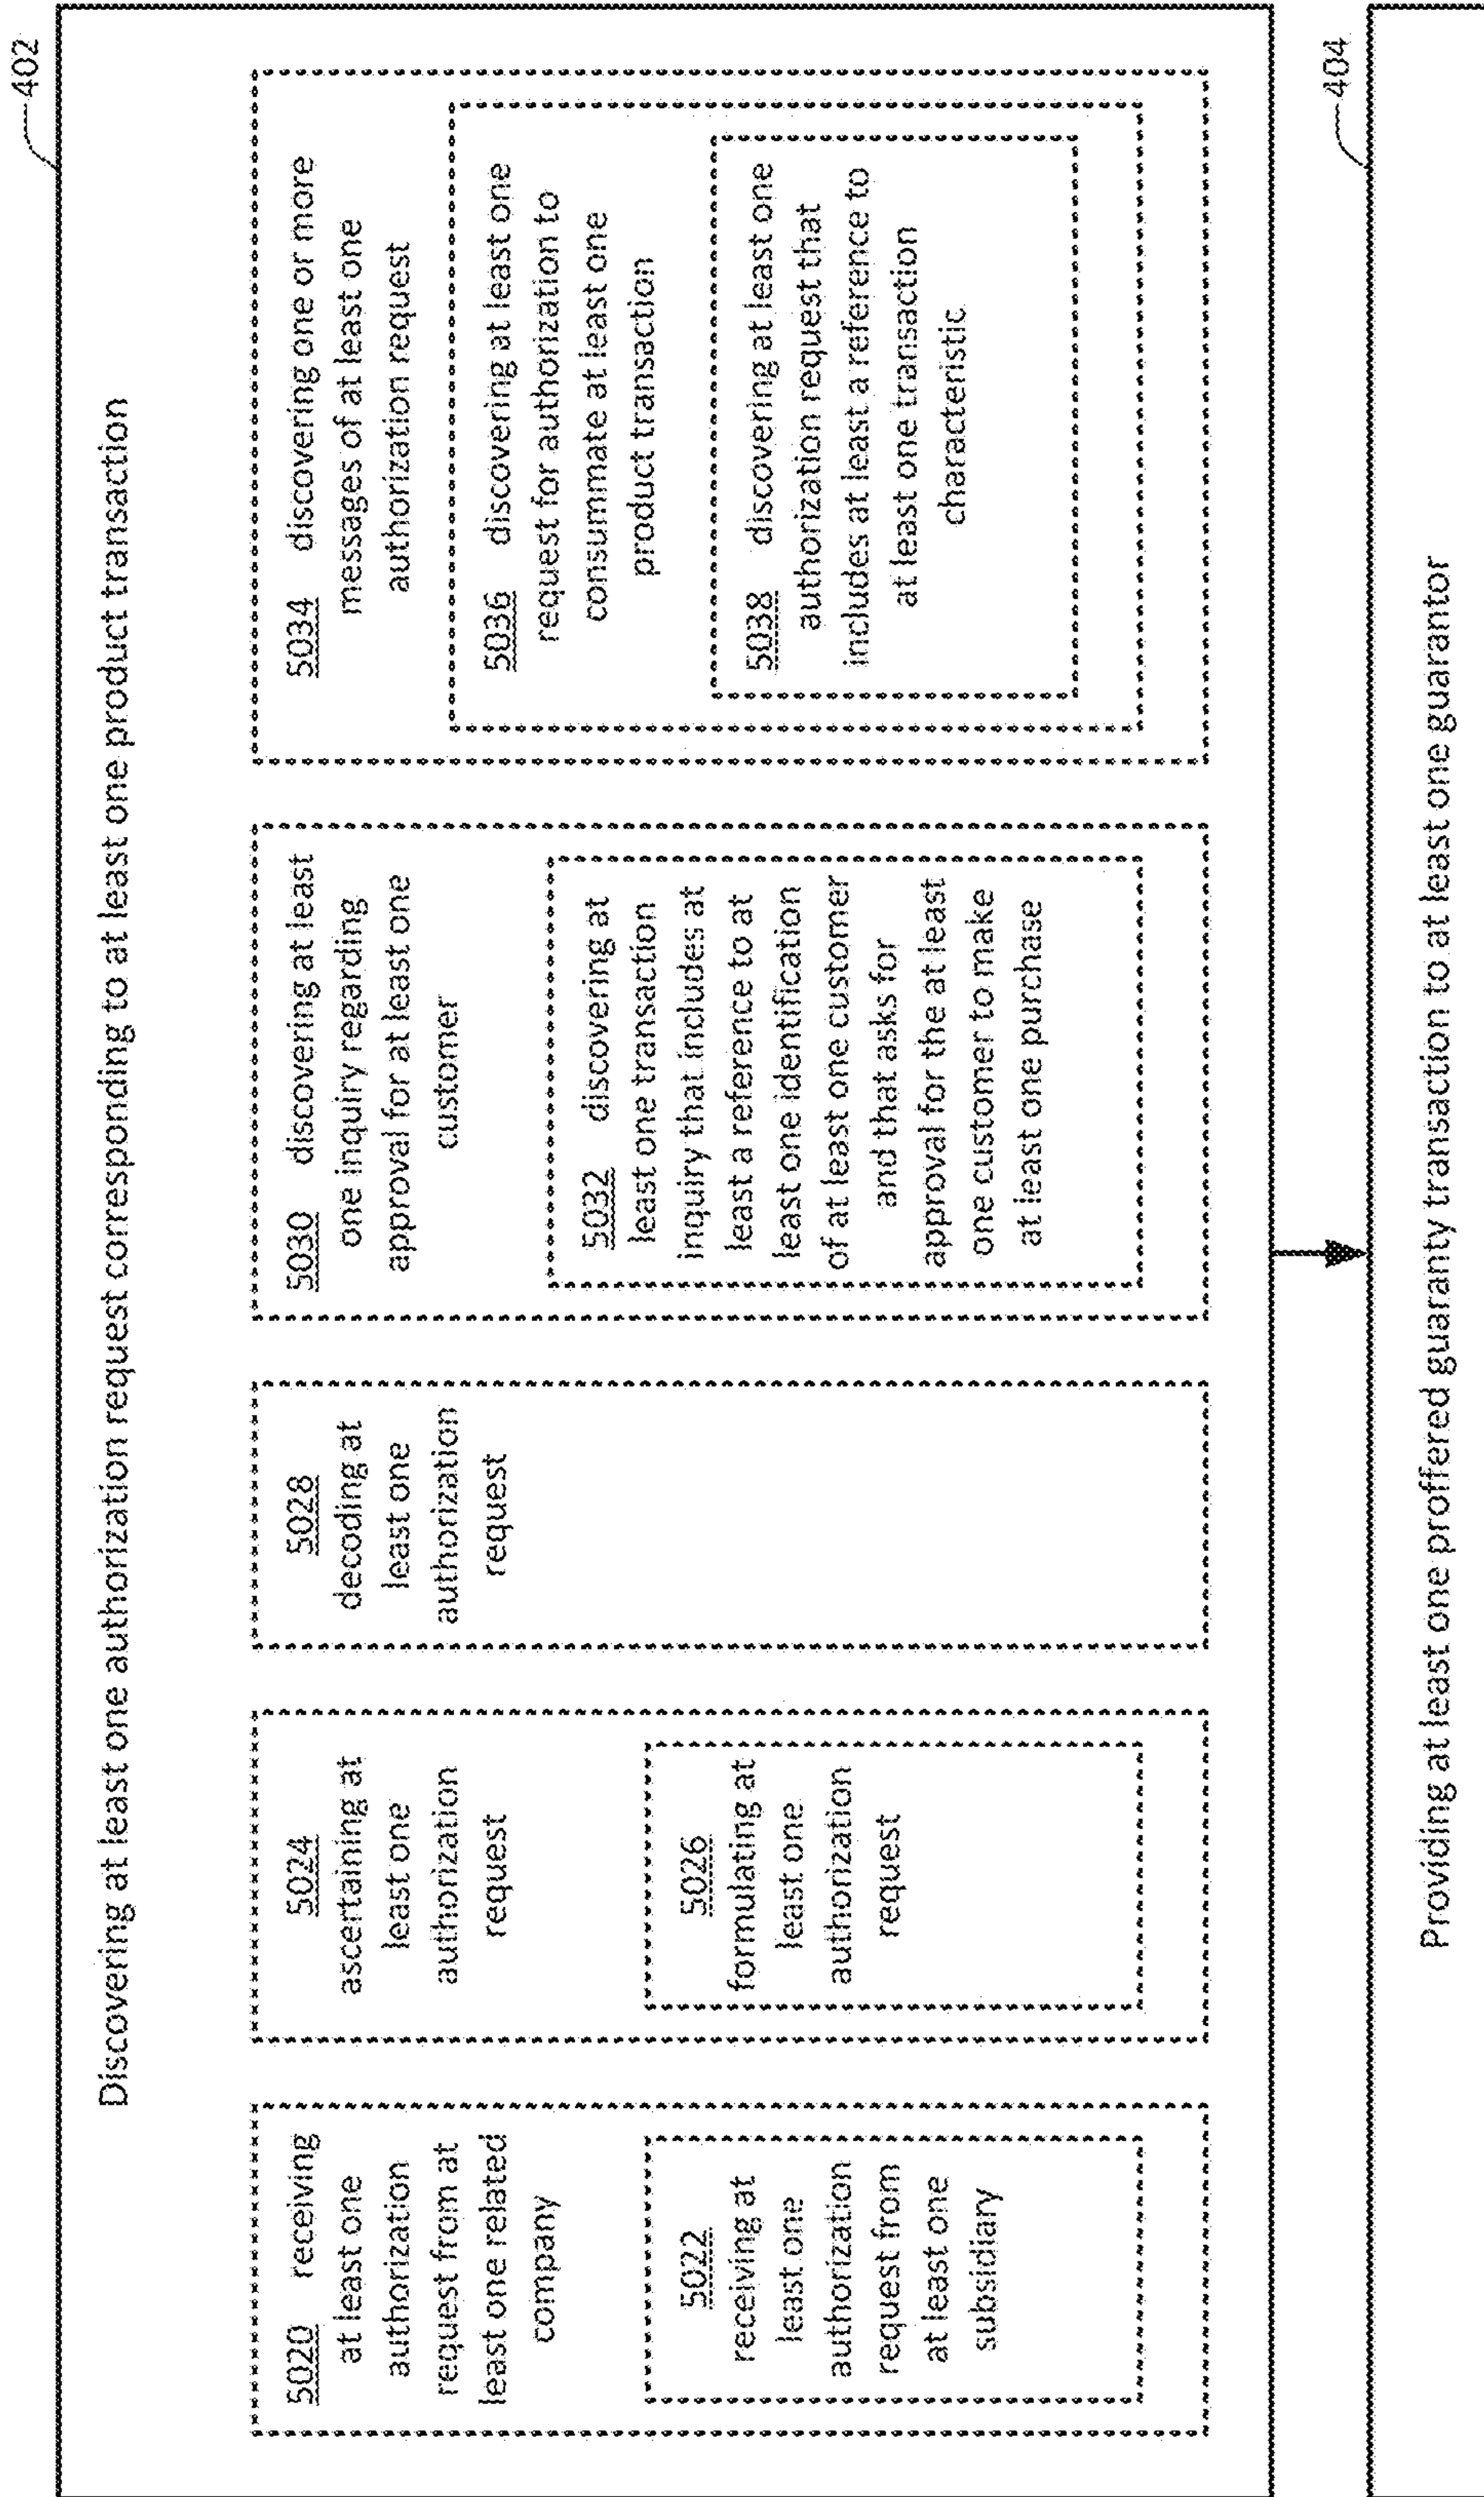 402
Discovering at least one authorization request corresponding to at least one product transaction
5020 receiving
at least one
authorization
request from at
least one related
company
5022
receiving at
least one
authorization
request from
at least one
subsidiary
5024
ascertaining at
least one
authorization
request
5026
formulating at
least one
authorization
request
5028
decoding at
least one
authorization
request
5030 discovering at least
one inquiry regarding
approval for at least one
customer
5032 discovering at
least one transaction
inquiry that includes at
least a reference to at
least one identification
of at least one customer
and that asks for
approval for the at least
one customer to make
at least one purchase
5034 discovering one or more
messages of at least one
authorization request
5036 discovering at least one
request for authorization to
consummate at least one
product transaction
5038 discovering at least one
authorization request that
includes at least a reference to
at least one transaction
characteristic
404
Providing at least one proffered guaranty transaction to at least one guarantor